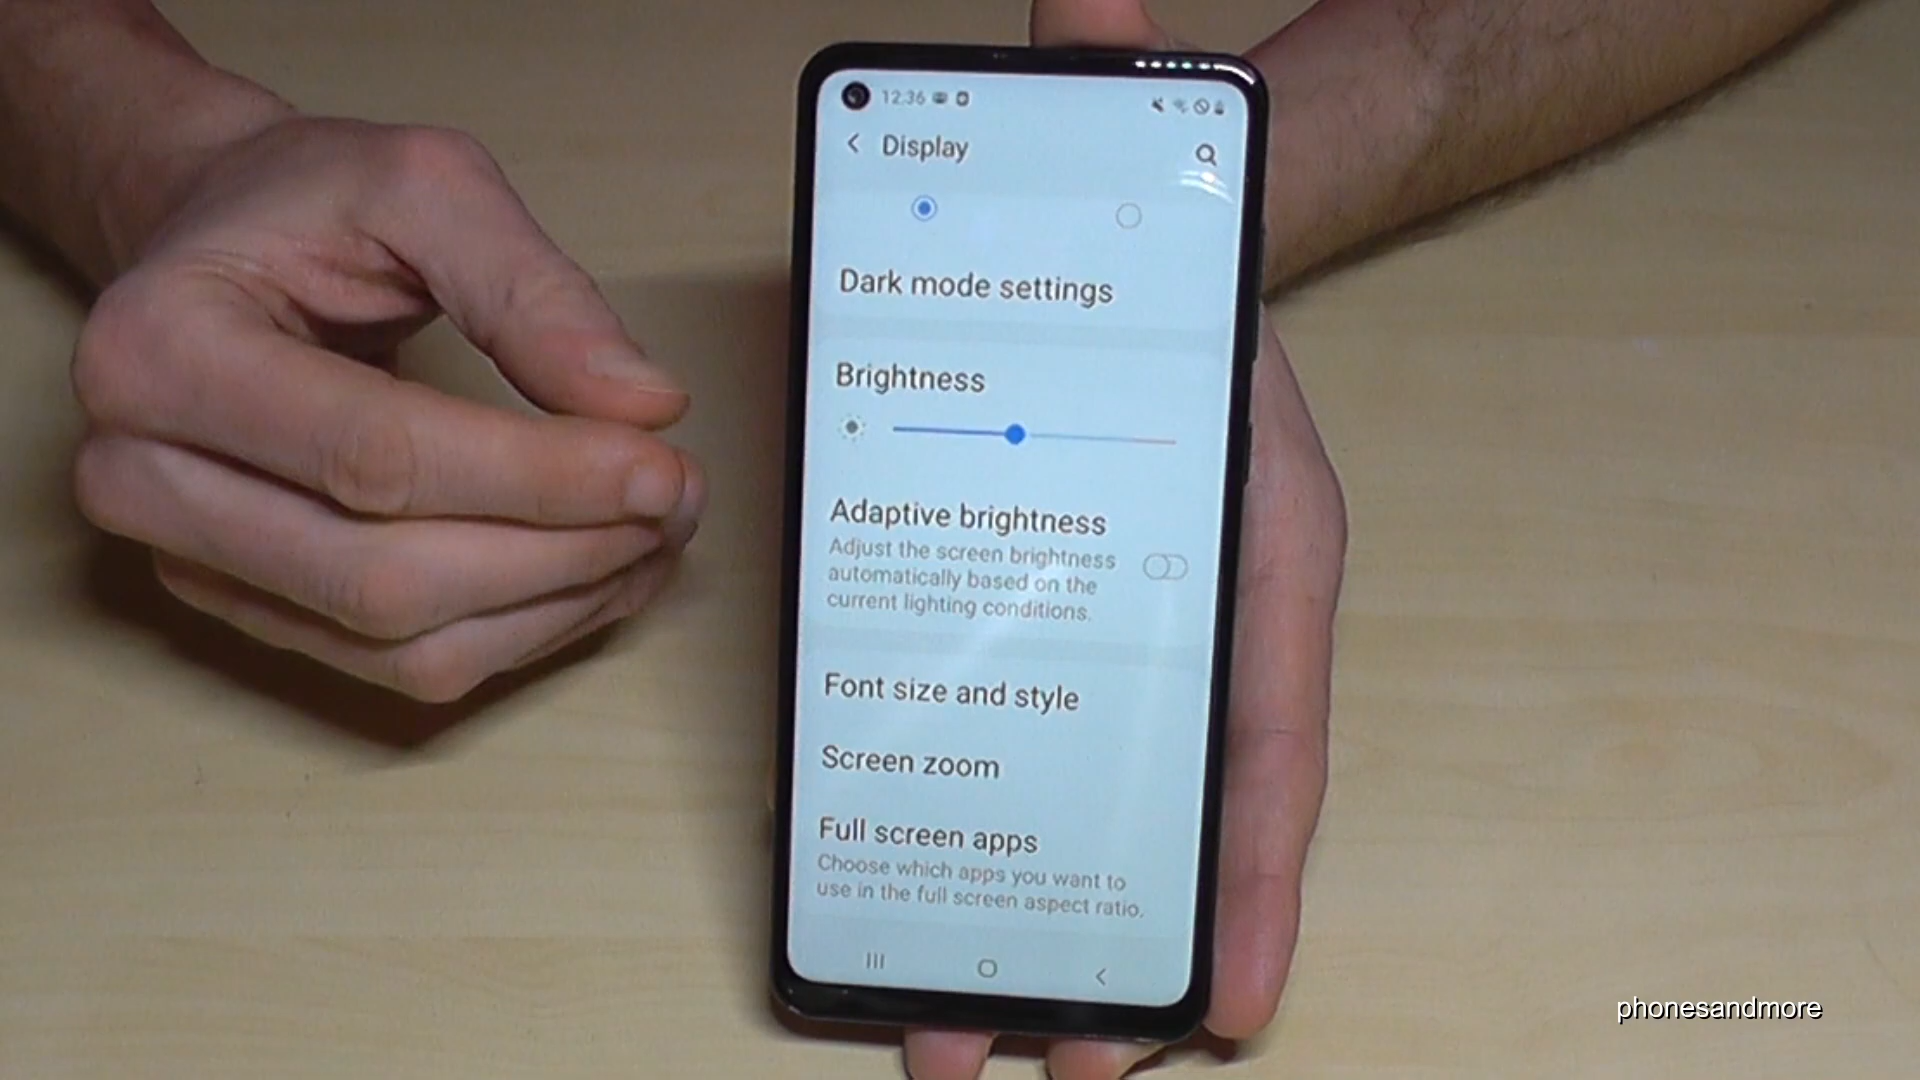 12:36
Display
Dark mode settings
Brightness
Adaptive brightness
Adjust the screen brightness
automatically based on the
current lighting conditions.
Font size and style
Screen zoom
Full screen apps
Choose which apps you want to
use in the full screen aspect ratio.
phonesandmore